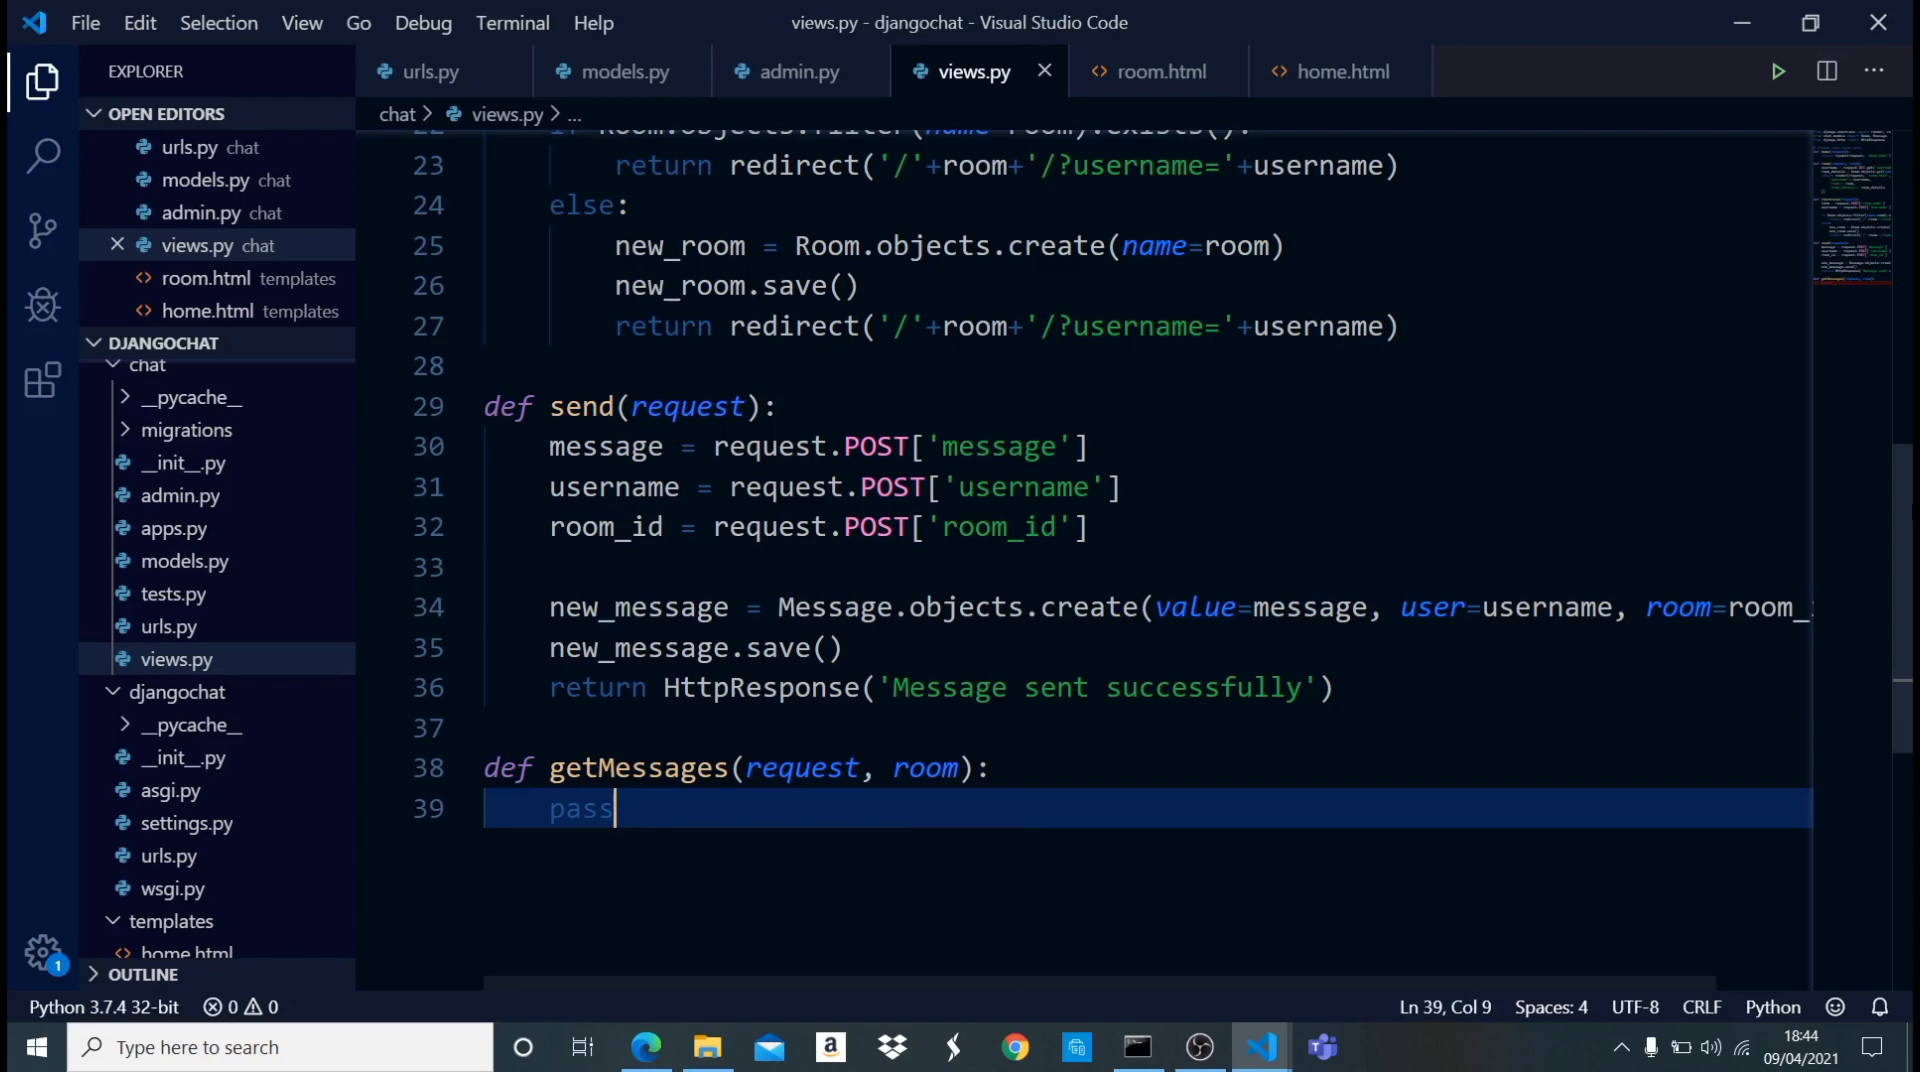 File Edit Selection View Go Debug Terminal Help views.py - djangochat - Visual Studio Code
EXPLORER
urls.py models.py admin.py views.py room.html home.html
OPEN EDITORS
chat > views.py > ...
urls.py chat
models.py chat
admin.py chat
views.py chat
room.html templates
home.html templates
DJANGOCHAT
chat
__pycache__
migrations
__init__.py
admin.py
apps.py
models.py
tests.py
urls.py
views.py
djangochat
__pycache__
__init__.py
asgi.py
settings.py
urls.py
wsgi.py
templates
home.html
OUTLINE
23 return redirect('/'+room+'/?username='+username)
24 else:
25 new_room = Room.objects.create(name=room)
26 new_room.save()
27 return redirect('/'+room+'/?username='+username)
28
29 def send(request):
30 message = request.POST['message']
31 username = request.POST['username']
32 room_id = request.POST['room_id']
33
34 new_message = Message.objects.create(value=message, user=username, room=room_
35 new_message.save()
36 return HttpResponse('Message sent successfully')
37
38 def getMessages(request, room):
39 pass
1
Python 3.7.4 32-bit 0 0 Ln 39, Col 9 Spaces: 4 UTF-8 CRLF Python
Type here to search
18:44
09/04/2021